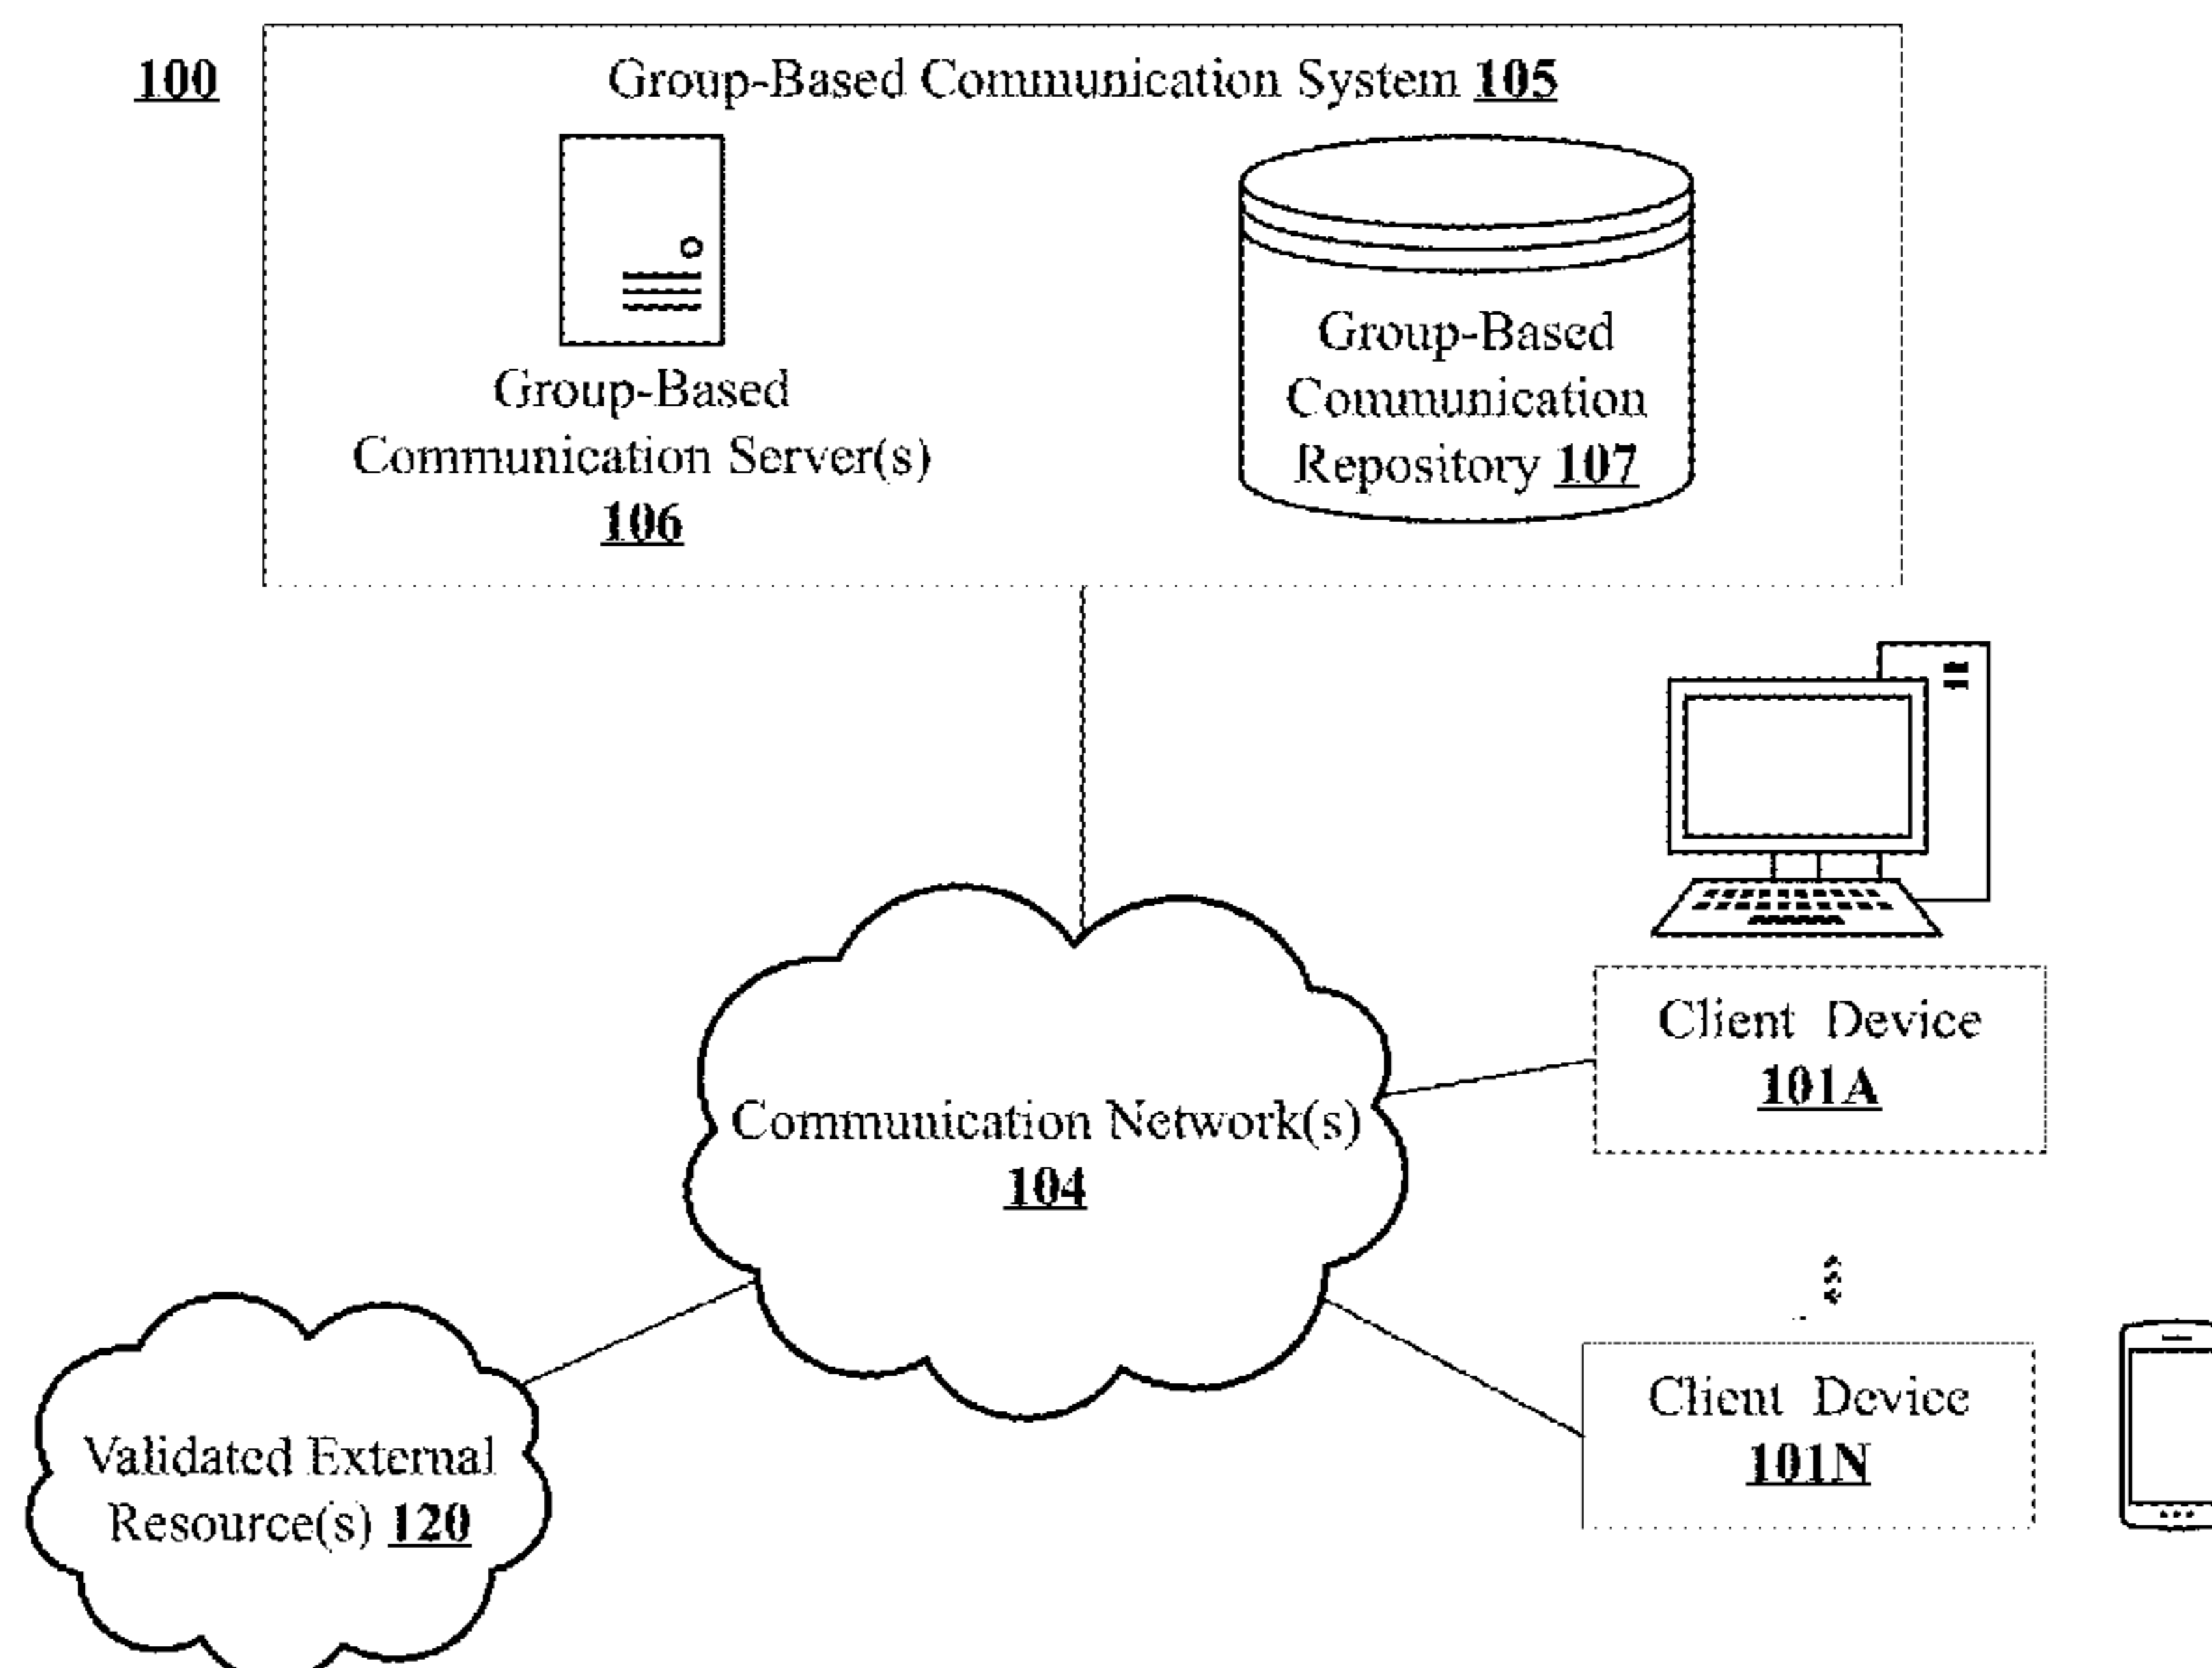 100
Group-Based Communication System 105
Group-Based
Communication Server(s)
106
Group-Based
Communication
Repository 107
Client Device
101A
Communication Network(s)
104
Client Device
101N
Validated External
Resource(s) 120